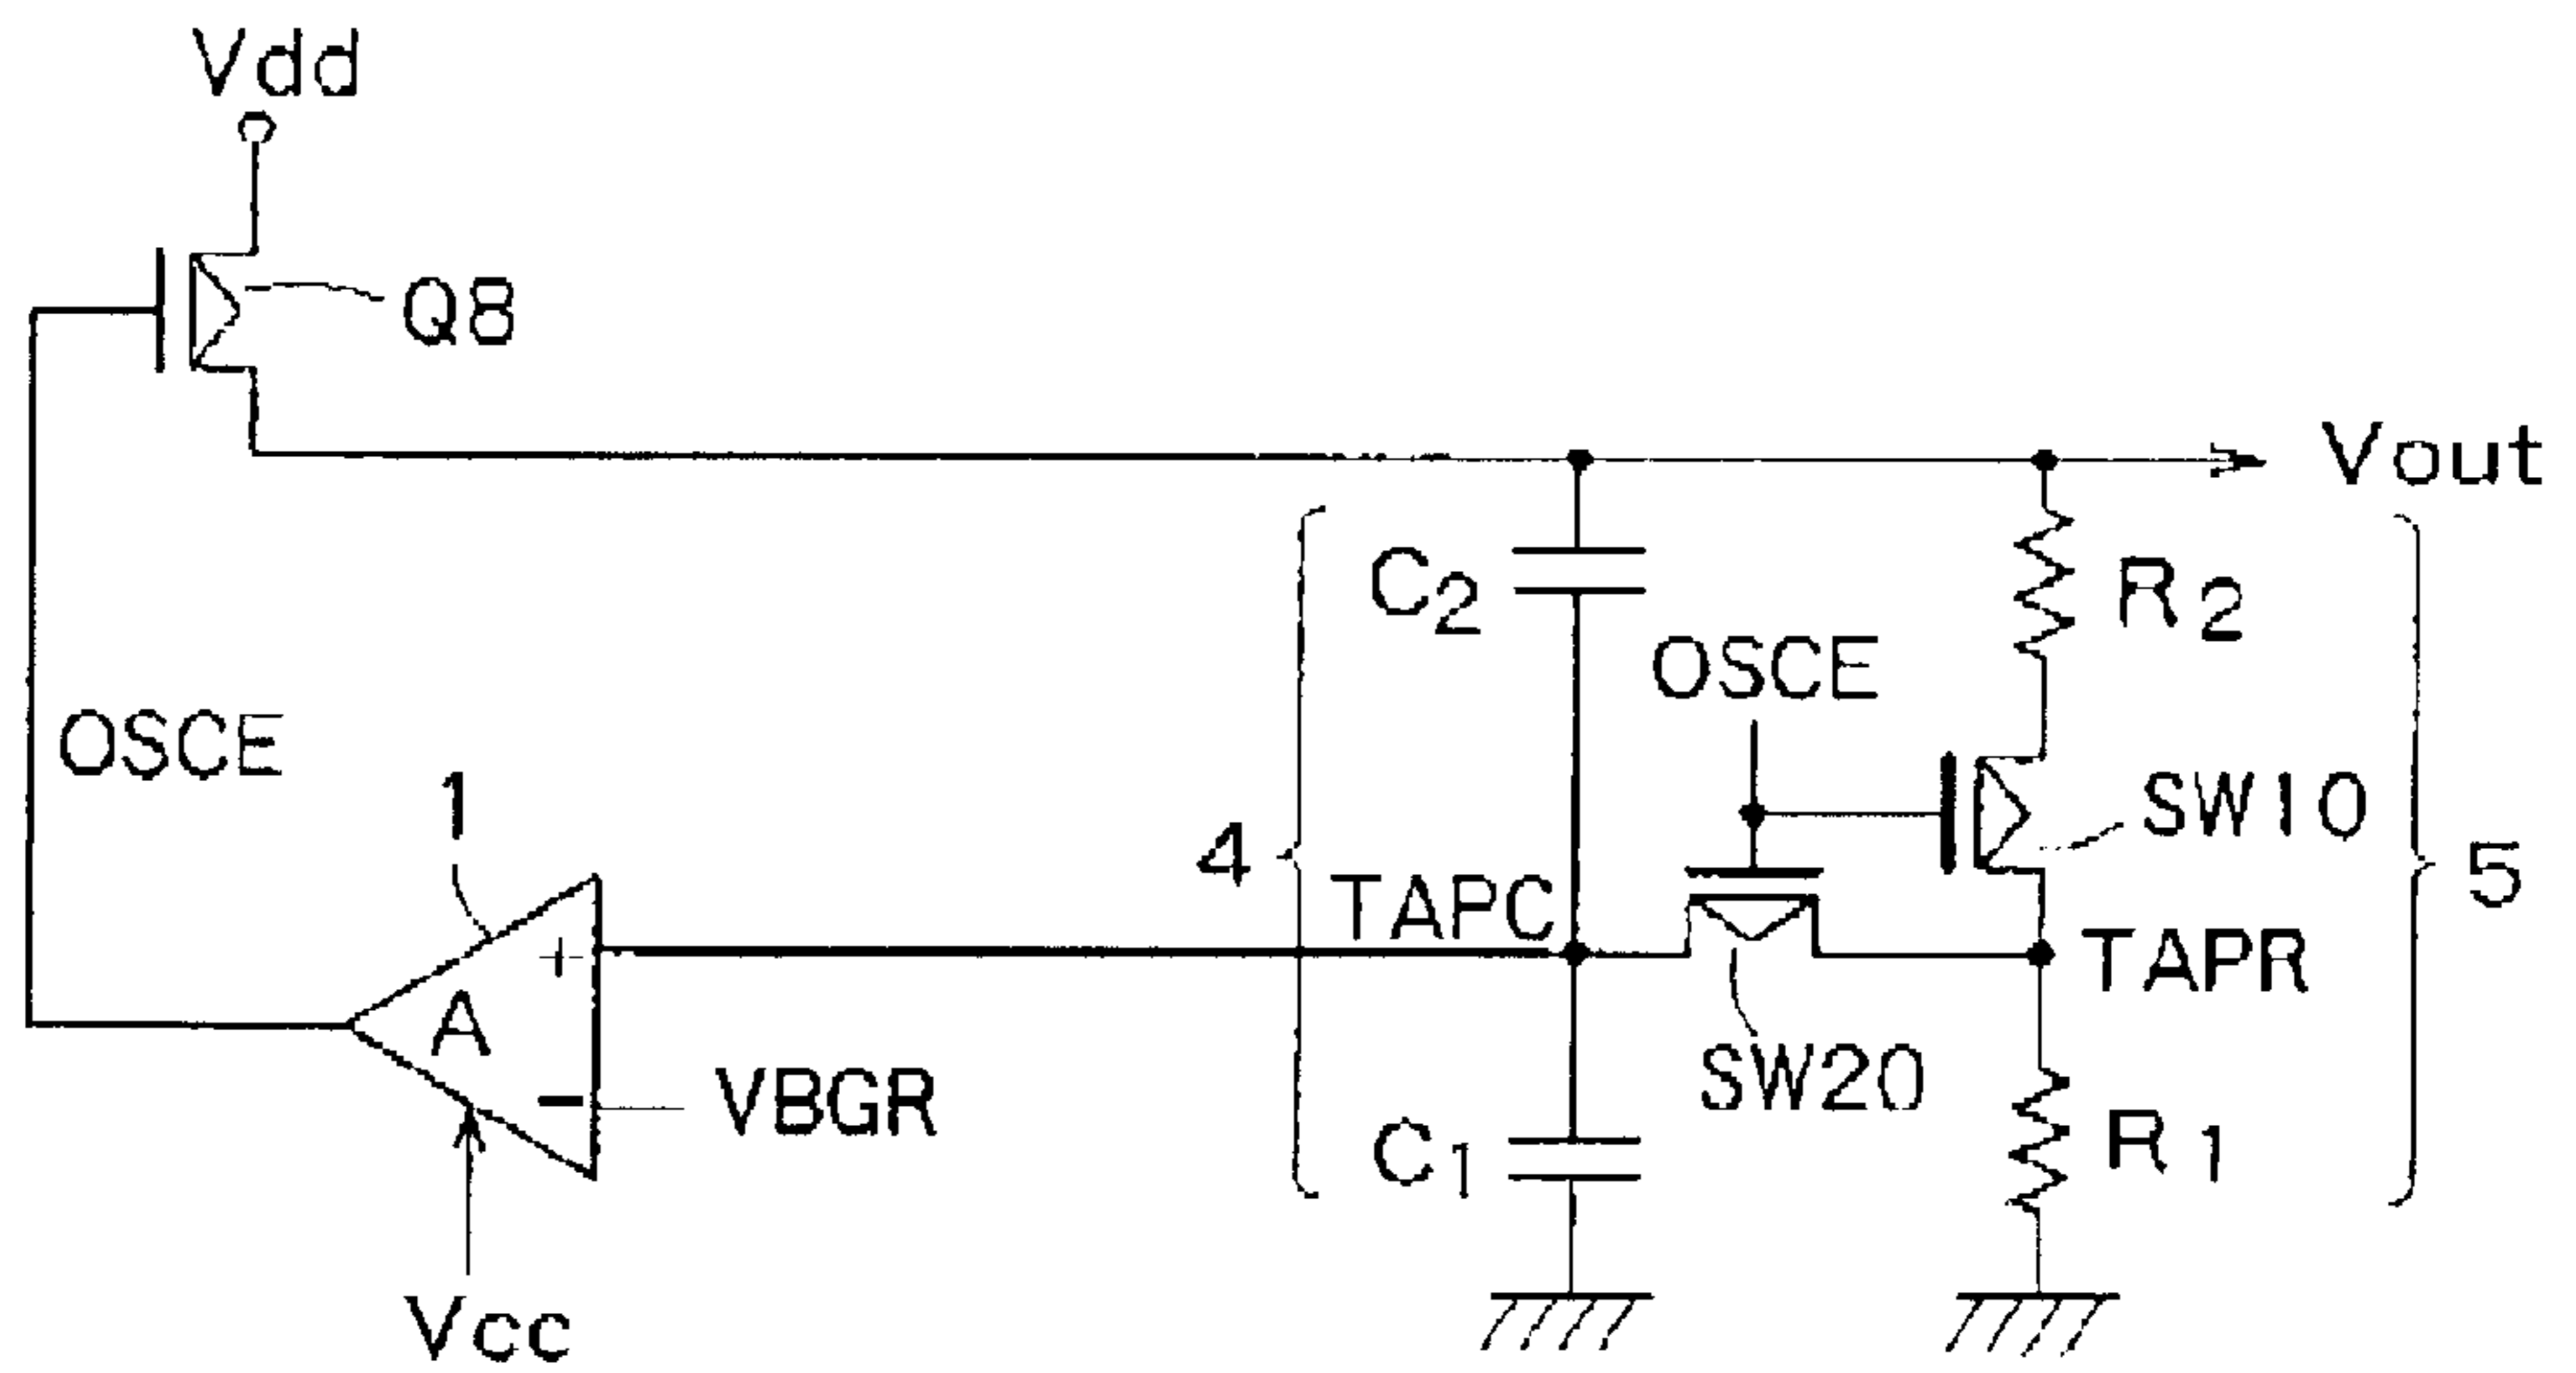 Vdd
Q8
Vout
C2
R2
OSCE
OSCE
1
SW10
4
TAPC
5
TAPR
+
A
SW20
−
VBGR
C1
R1
Vcc